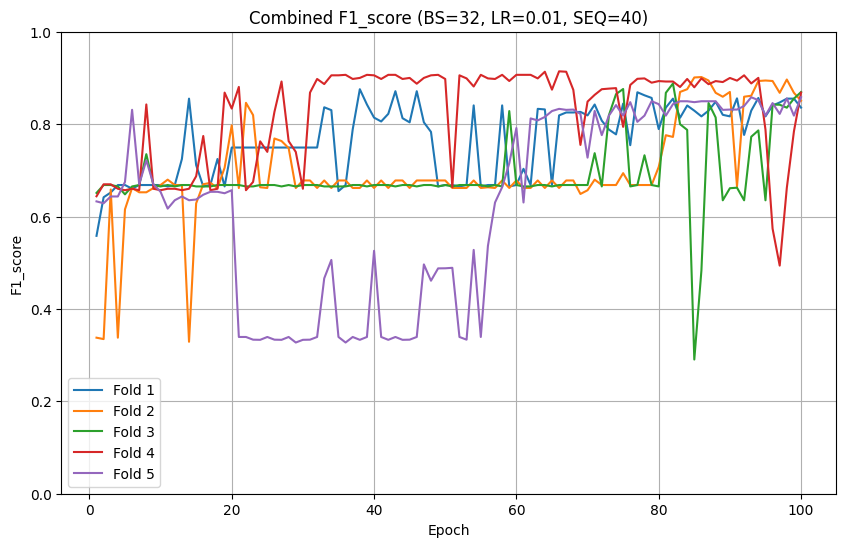 Combined F1_score (BS=32, LR=0.01, SEQ=40)
1.0
0.8
0.6
0.4
0.2
0.0
F1_score
Fold 1
Fold 2
Fold 3
Fold 4
Fold 5
0 20 40 60 80 100
Epoch